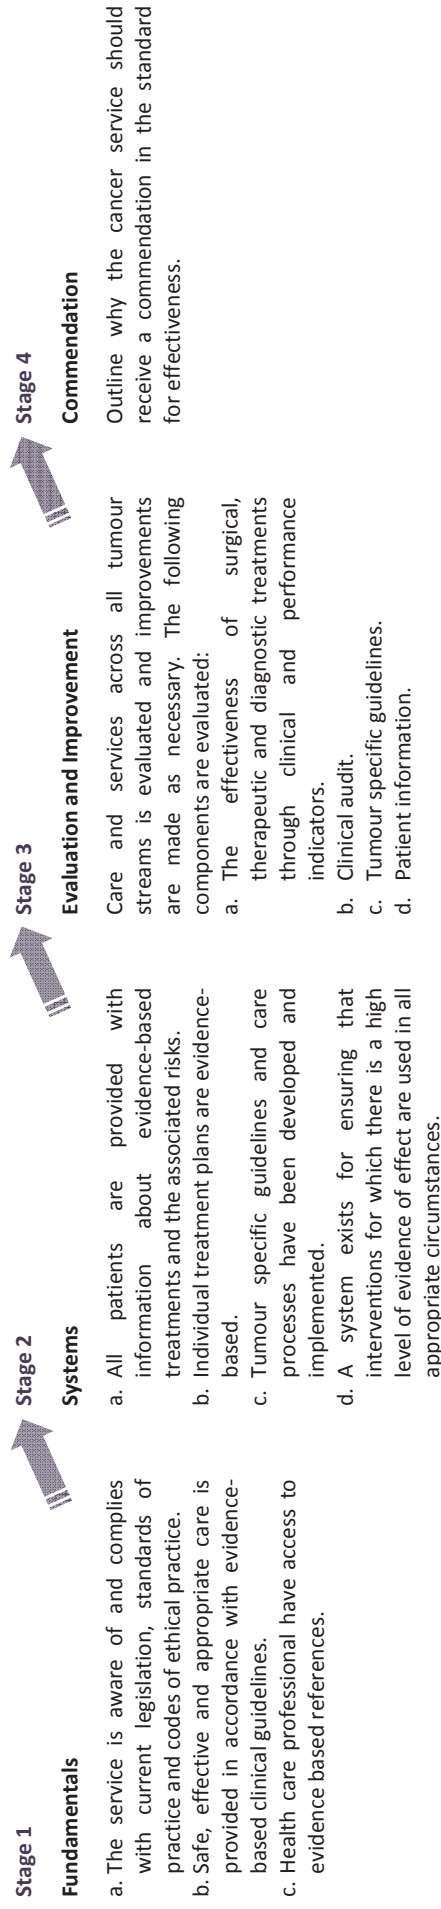 Stage 1
Fundamentals
a. The service is aware of and complies
with current legislation, standards of
practice and codes of ethical practice.
b. Safe, effective and appropriate care is
provided in accordance with evidence-
based clinical guidelines.
c. Health care professional have access to
evidence based references.
Stage 2
Systems
a. All patients are provided with
information about evidence-based
treatments and the associated risks.
b. Individual treatment plans are evidence-
based.
c. Tumour specific guidelines and care
processes have been developed and
implemented.
d. A system exists for ensuring that
interventions for which there is a high
level of evidence of effect are used in all
appropriate circumstances.
Stage 3
Evaluation and Improvement
Care and services across all tumour
streams is evaluated and improvements
are made as necessary. The following
components are evaluated:
a. The effectiveness of surgical,
therapeutic and diagnostic treatments
through clinical and performance
indicators.
b. Clinical audit.
c. Tumour specific guidelines.
d. Patient information.
Stage 4
Commendation
Outline why the cancer service should
receive a commendation in the standard
for effectiveness.